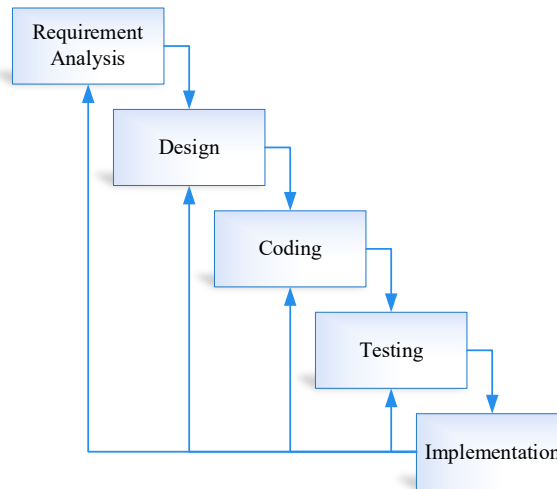 Requirement
Analysis
Design
Coding
Testing
Implementation